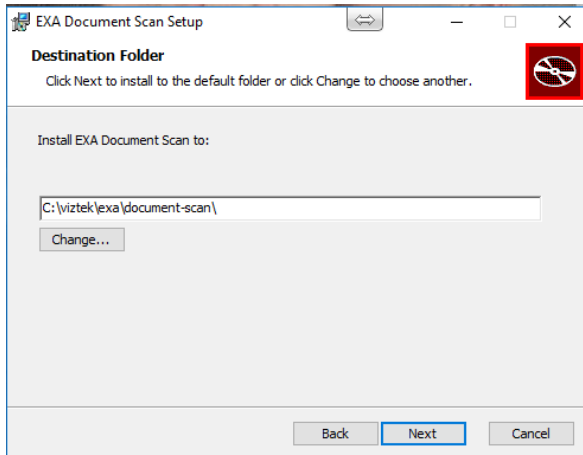 EXA Document Scan Setup
Destination Folder
Click Next to install to the default folder or click Change to choose another.
Install EXA Document Scan to:
C:\viztek\exa\document-scan\
Change...
Back
Next
Cancel